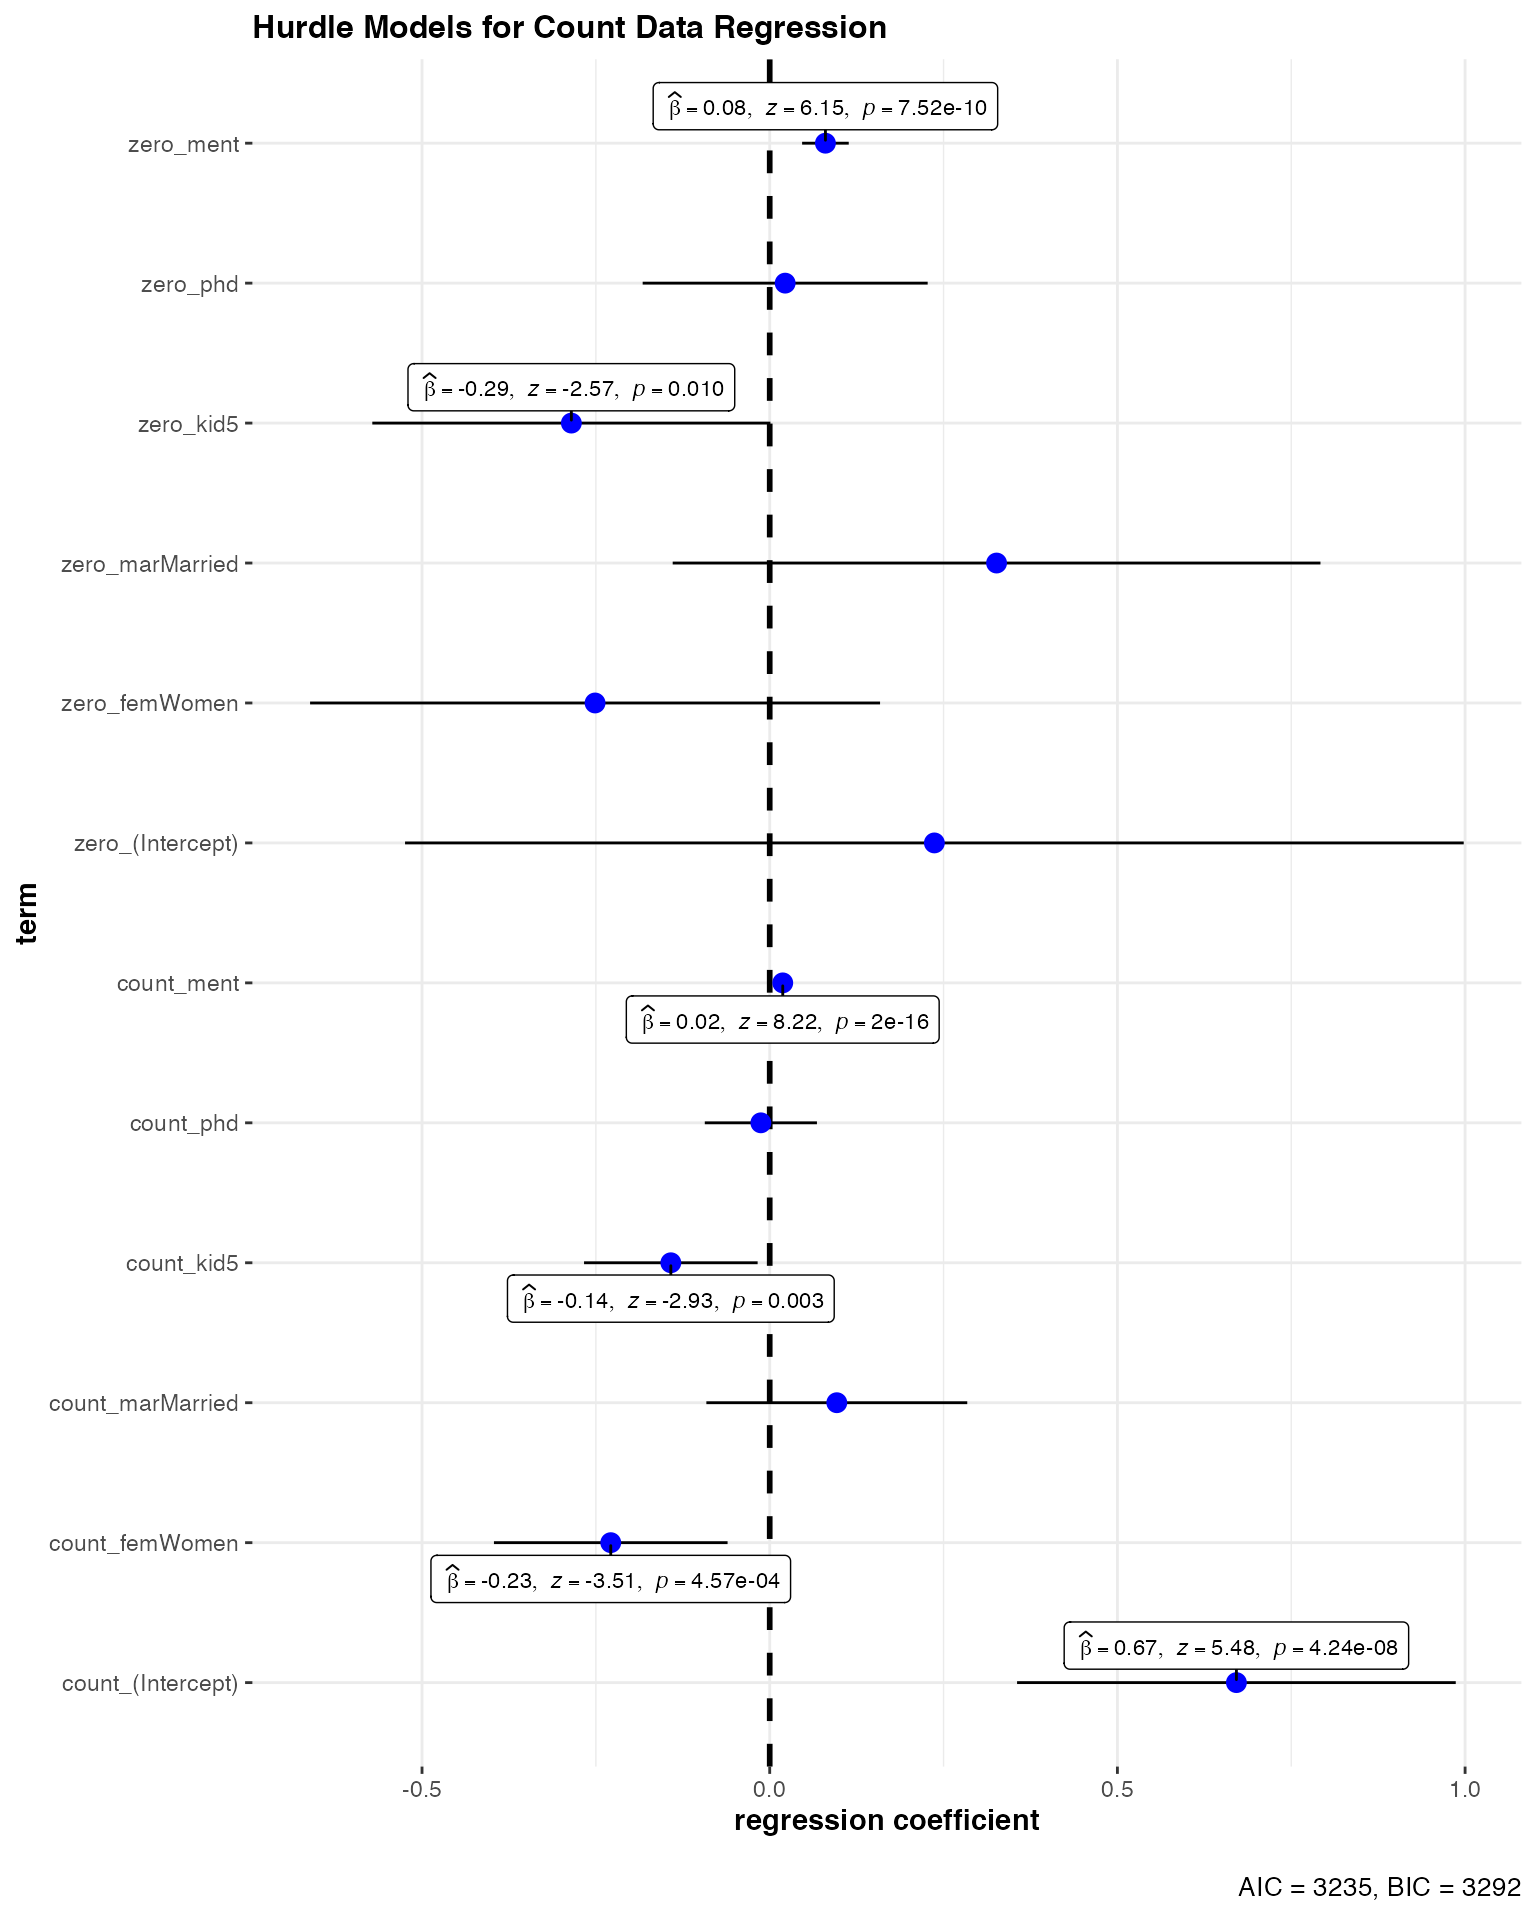 Hurdle Models for Count Data Regression
β̂ = 0.08, z = 6.15, p = 7.52e-10
zero_ment
zero_phd
β̂ = -0.29, z = -2.57, p = 0.010
zero_kid5
zero_marMarried
zero_femWomen
zero_(Intercept)
term
count_ment
β̂ = 0.02, z = 8.22, p = 2e-16
count_phd
count_kid5
β̂ = -0.14, z = -2.93, p = 0.003
count_marMarried
count_femWomen
β̂ = -0.23, z = -3.51, p = 4.57e-04
β̂ = 0.67, z = 5.48, p = 4.24e-08
count_(Intercept)
-0.5 0.0 0.5 1.0
regression coefficient
AIC = 3235, BIC = 3292